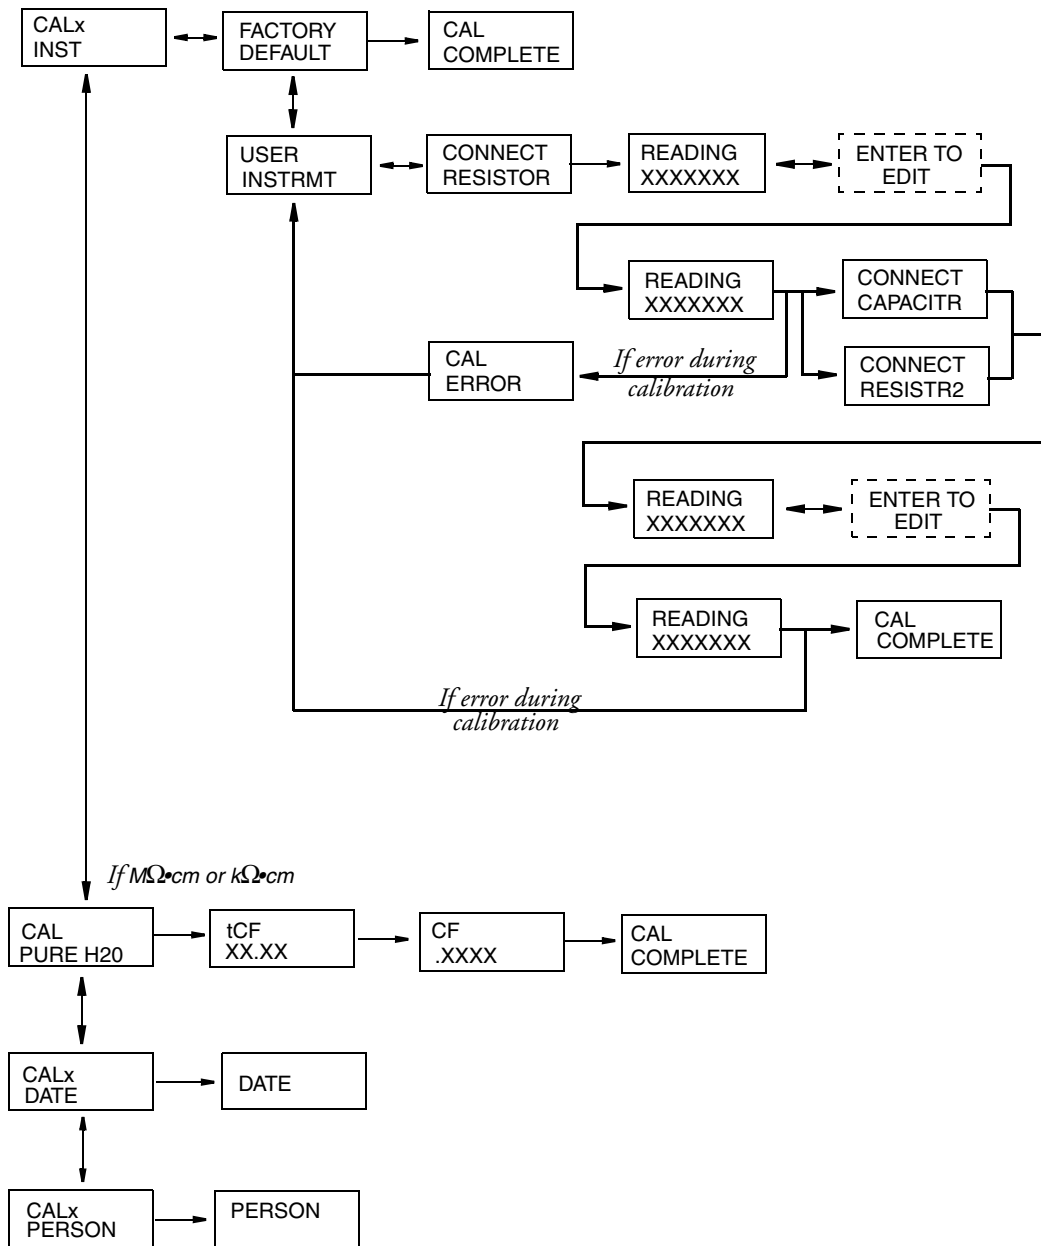 CALx
INST
FACTORY
DEFAULT
CAL
COMPLETE
USER
INSTRMT
CONNECT
RESISTOR
READING
XXXXXXX
ENTER TO
EDIT
READING
XXXXXXX
CONNECT
CAPACITR
CAL
ERROR
If error during
calibration
CONNECT
RESISTR2
READING
XXXXXXX
ENTER TO
EDIT
READING
XXXXXXX
CAL
COMPLETE
If error during
calibration
If MΩ•cm or kΩ•cm
CAL
PURE H20
tCF
XX.XX
CF
.XXXX
CAL
COMPLETE
CALx
DATE
DATE
CALx
PERSON
PERSON